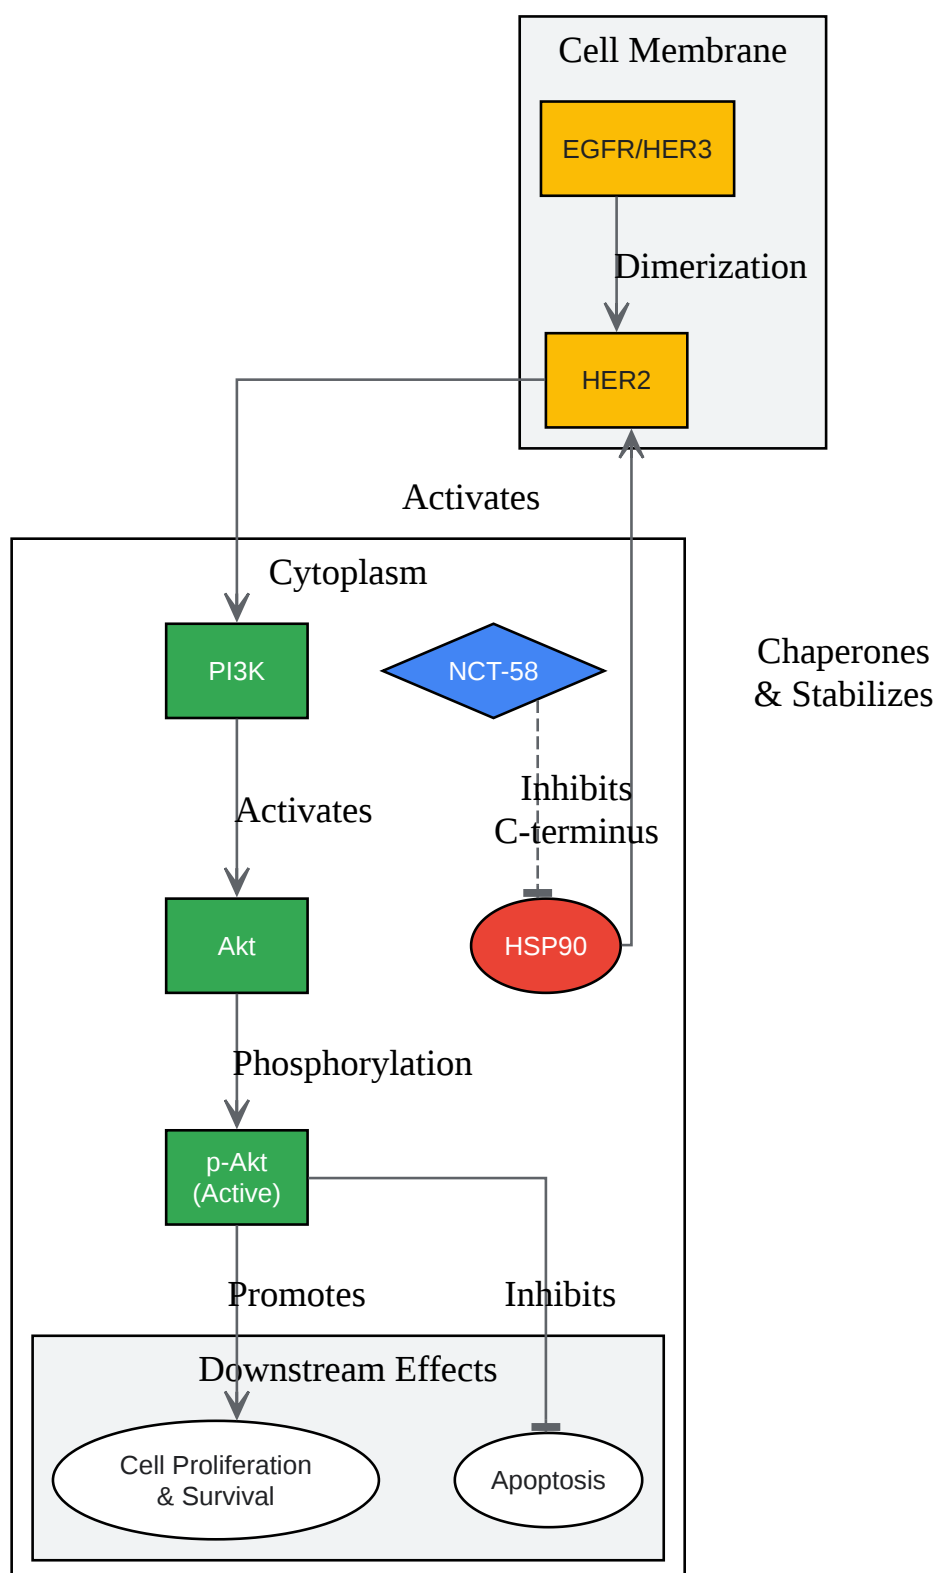 Cell Membrane
EGFR/HER3
Dimerization
HER2
Activates
Cytoplasm
PI3K
NCT-58
Chaperones
& Stabilizes
Activates
Inhibits
C-terminus
Akt
HSP90
Phosphorylation
p-Akt
(Active)
Promotes
Inhibits
Downstream Effects
Cell Proliferation
& Survival
Apoptosis